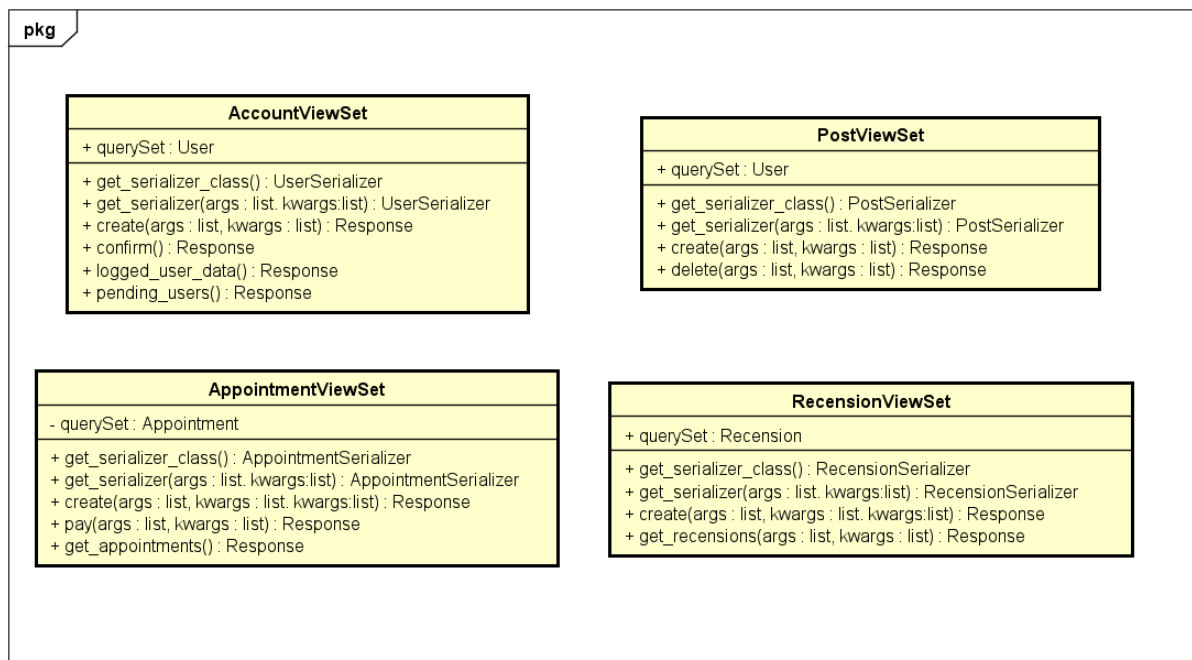 pkg
AccountViewSet
+ querySet : User
+ get_serializer_class() : UserSerializer
+ get_serializer(args : list. kwargs:list) : UserSerializer
+ create(args : list, kwargs : list) : Response
+ confirm() : Response
+ logged_user_data() : Response
+ pending_users() : Response
PostViewSet
+ querySet : User
+ get_serializer_class() : PostSerializer
+ get_serializer(args : list. kwargs:list) : PostSerializer
+ create(args : list, kwargs : list) : Response
+ delete(args : list, kwargs : list) : Response
AppointmentViewSet
- querySet : Appointment
+ get_serializer_class() : AppointmentSerializer
+ get_serializer(args : list. kwargs:list) : AppointmentSerializer
+ create(args : list, kwargs : list. kwargs:list) : Response
+ pay(args : list, kwargs : list) : Response
+ get_appointments() : Response
RecensionViewSet
+ querySet : Recension
+ get_serializer_class() : RecensionSerializer
+ get_serializer(args : list. kwargs:list) : RecensionSerializer
+ create(args : list, kwargs : list. kwargs:list) : Response
+ get_recensions(args : list, kwargs : list) : Response